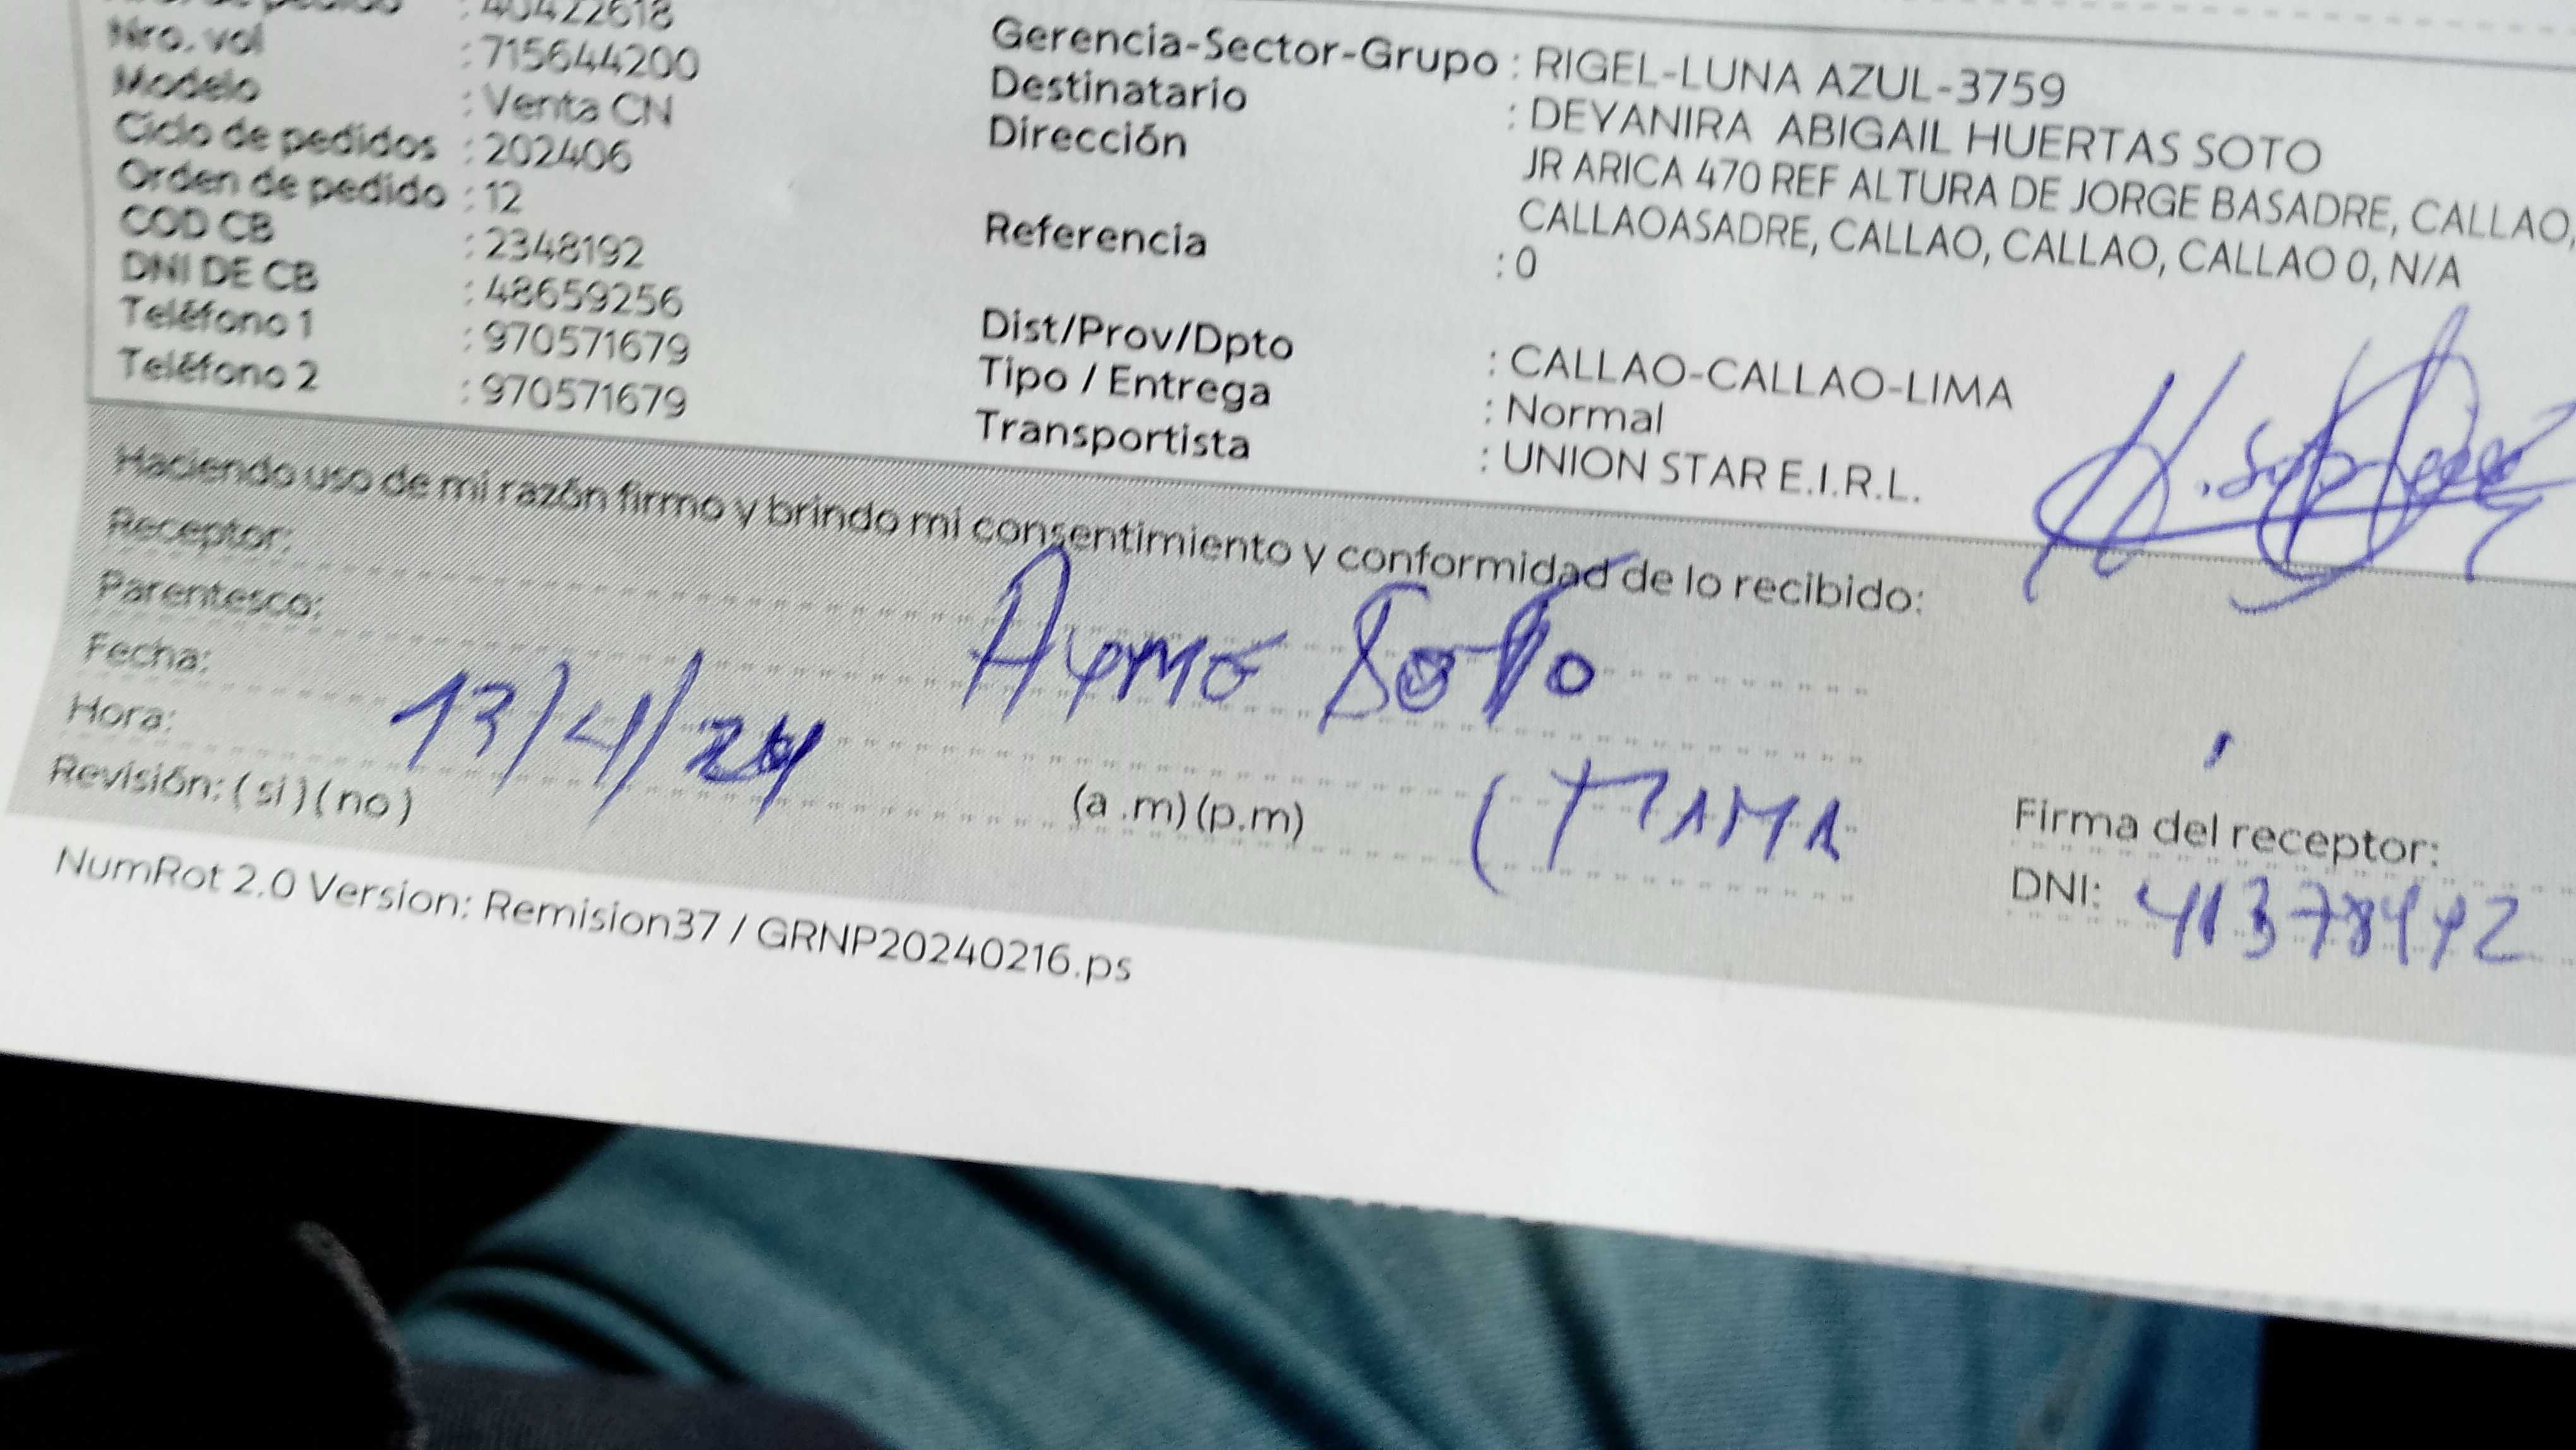 : 40422618
Nro. vol : 715644200
Modelo : Venta CN
Ciclo de pedidos : 202406
Orden de pedido : 12
COD CB : 2348192
DNI DE CB : 48659256
Teléfono 1 : 970571679
Teléfono 2 : 970571679
Gerencia-Sector-Grupo : RIGEL-LUNA AZUL-3759
Destinatario : DEYANIRA ABIGAIL HUERTAS SOTO
Dirección JR ARICA 470 REF ALTURA DE JORGE BASADRE, CALLAO,
CALLAOASADRE, CALLAO, CALLAO, CALLAO 0, N/A
Referencia : 0
Dist/Prov/Dpto : CALLAO-CALLAO-LIMA
Tipo / Entrega : Normal
Transportista : UNION STAR E.I.R.L.
Haciendo uso de mi razón firmo y brindo mi consentimiento y conformidad de lo recibido:
Receptor: Soto
Parentesco: (MAMA
Fecha: 13/4/24
Hora: (a .m) (p.m)
Revisión: ( si ) ( no )
Firma del receptor:
DNI: 41378442
NumRot 2.0 Version: Remision37 / GRNP20240216.ps